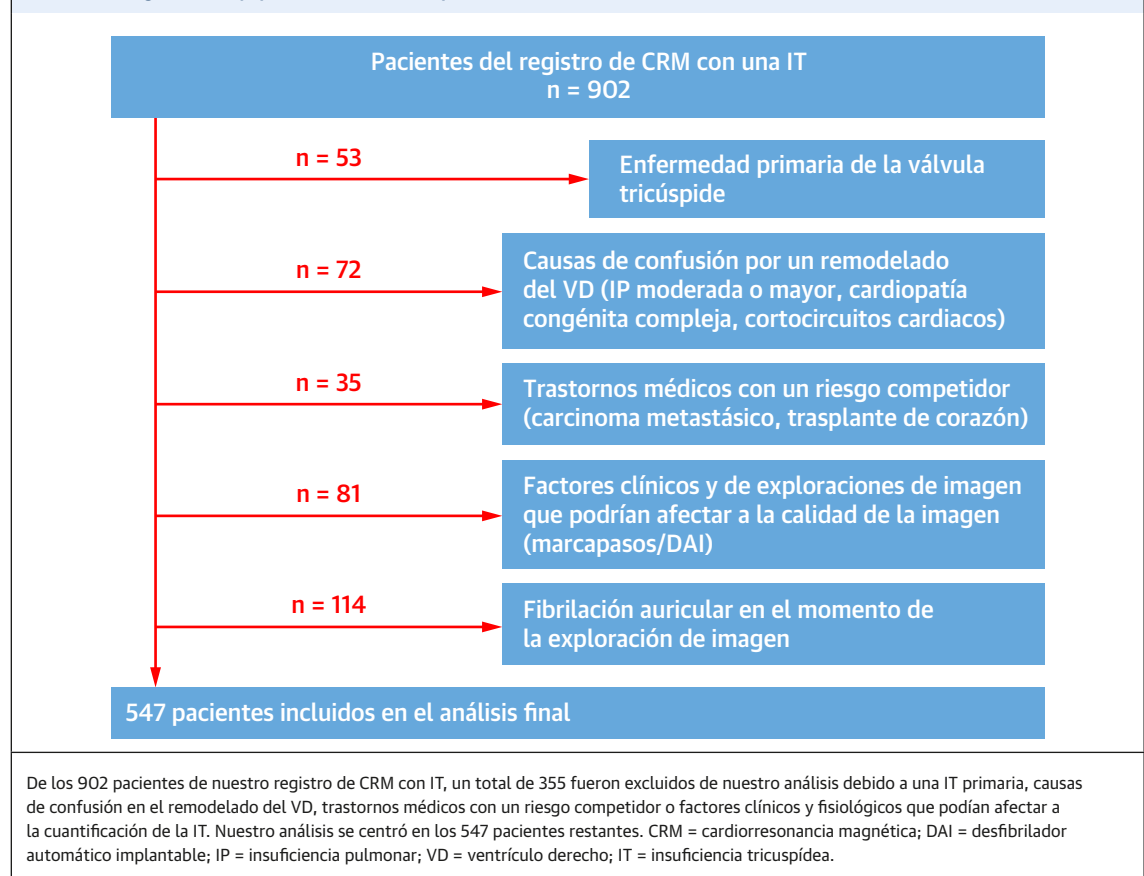 Pacientes del registro de CRM con una IT
n = 902
n = 53
Enfermedad primaria de la válvula
tricúspide
n = 72
Causas de confusión por un remodelado
del VD (IP moderada o mayor, cardiopatía
congénita compleja, cortocircuitos cardiacos)
n = 35
Trastornos médicos con un riesgo competidor
(carcinoma metastásico, trasplante de corazón)
n = 81
Factores clínicos y de exploraciones de imagen
que podrían afectar a la calidad de la imagen
(marcapasos/DAI)
n = 114
Fibrilación auricular en el momento de
la exploración de imagen
547 pacientes incluidos en el análisis final
De los 902 pacientes de nuestro registro de CRM con IT, un total de 355 fueron excluidos de nuestro análisis debido a una IT primaria, causas
de confusión en el remodelado del VD, trastornos médicos con un riesgo competidor o factores clínicos y fisiológicos que podían afectar a
la cuantificación de la IT. Nuestro análisis se centró en los 547 pacientes restantes. CRM = cardiorresonancia magnética; DAI = desfibrilador
automático implantable; IP = insuficiencia pulmonar; VD = ventrículo derecho; IT = insuficiencia tricuspídea.